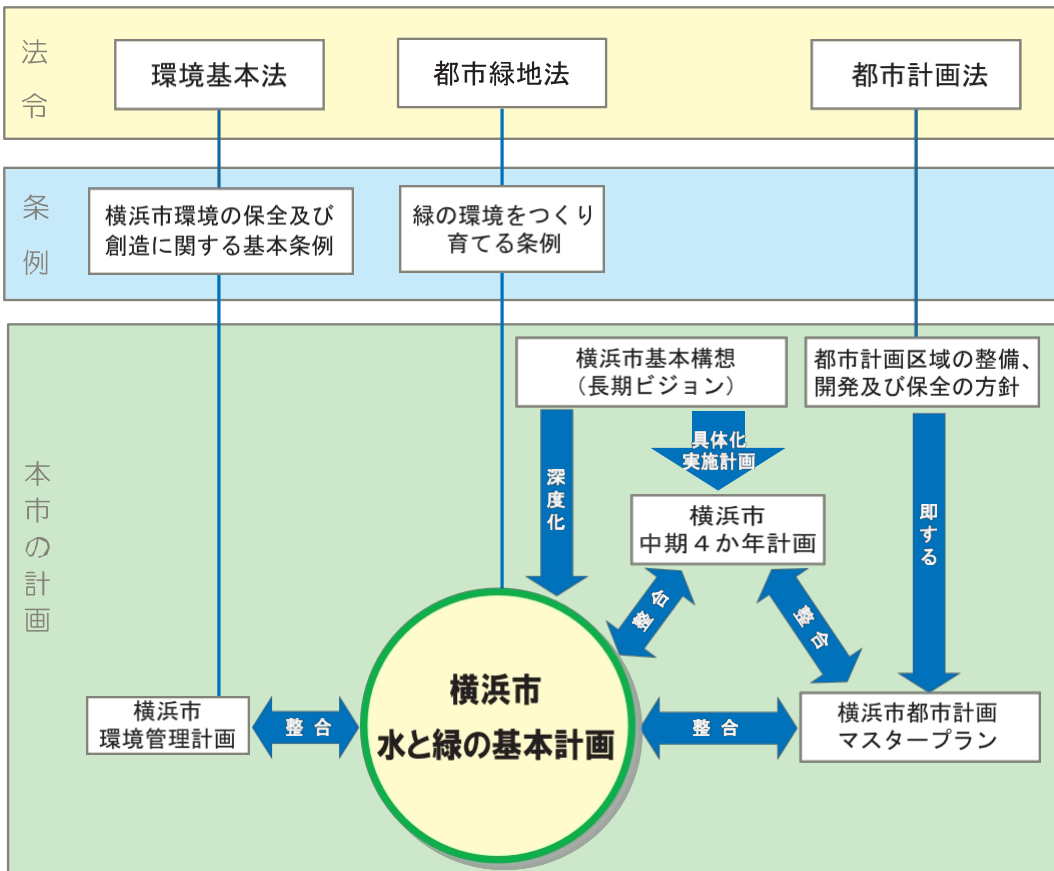 法
令
環境基本法
都市緑地法
都市計画法
条
例
横浜市環境の保全及び
創造に関する基本条例
緑の環境をつくり
育てる条例
本
市
の
計
画
横浜市基本構想
(長期ビジョン)
都市計画区域の整備、
開発及び保全の方針
深度化
具体化
実施計画
即する
横浜市
中期4か年計画
整合
整合
横浜市
環境管理計画
整合
横浜市
水と緑の基本計画
整合
横浜市都市計画
マスタープラン